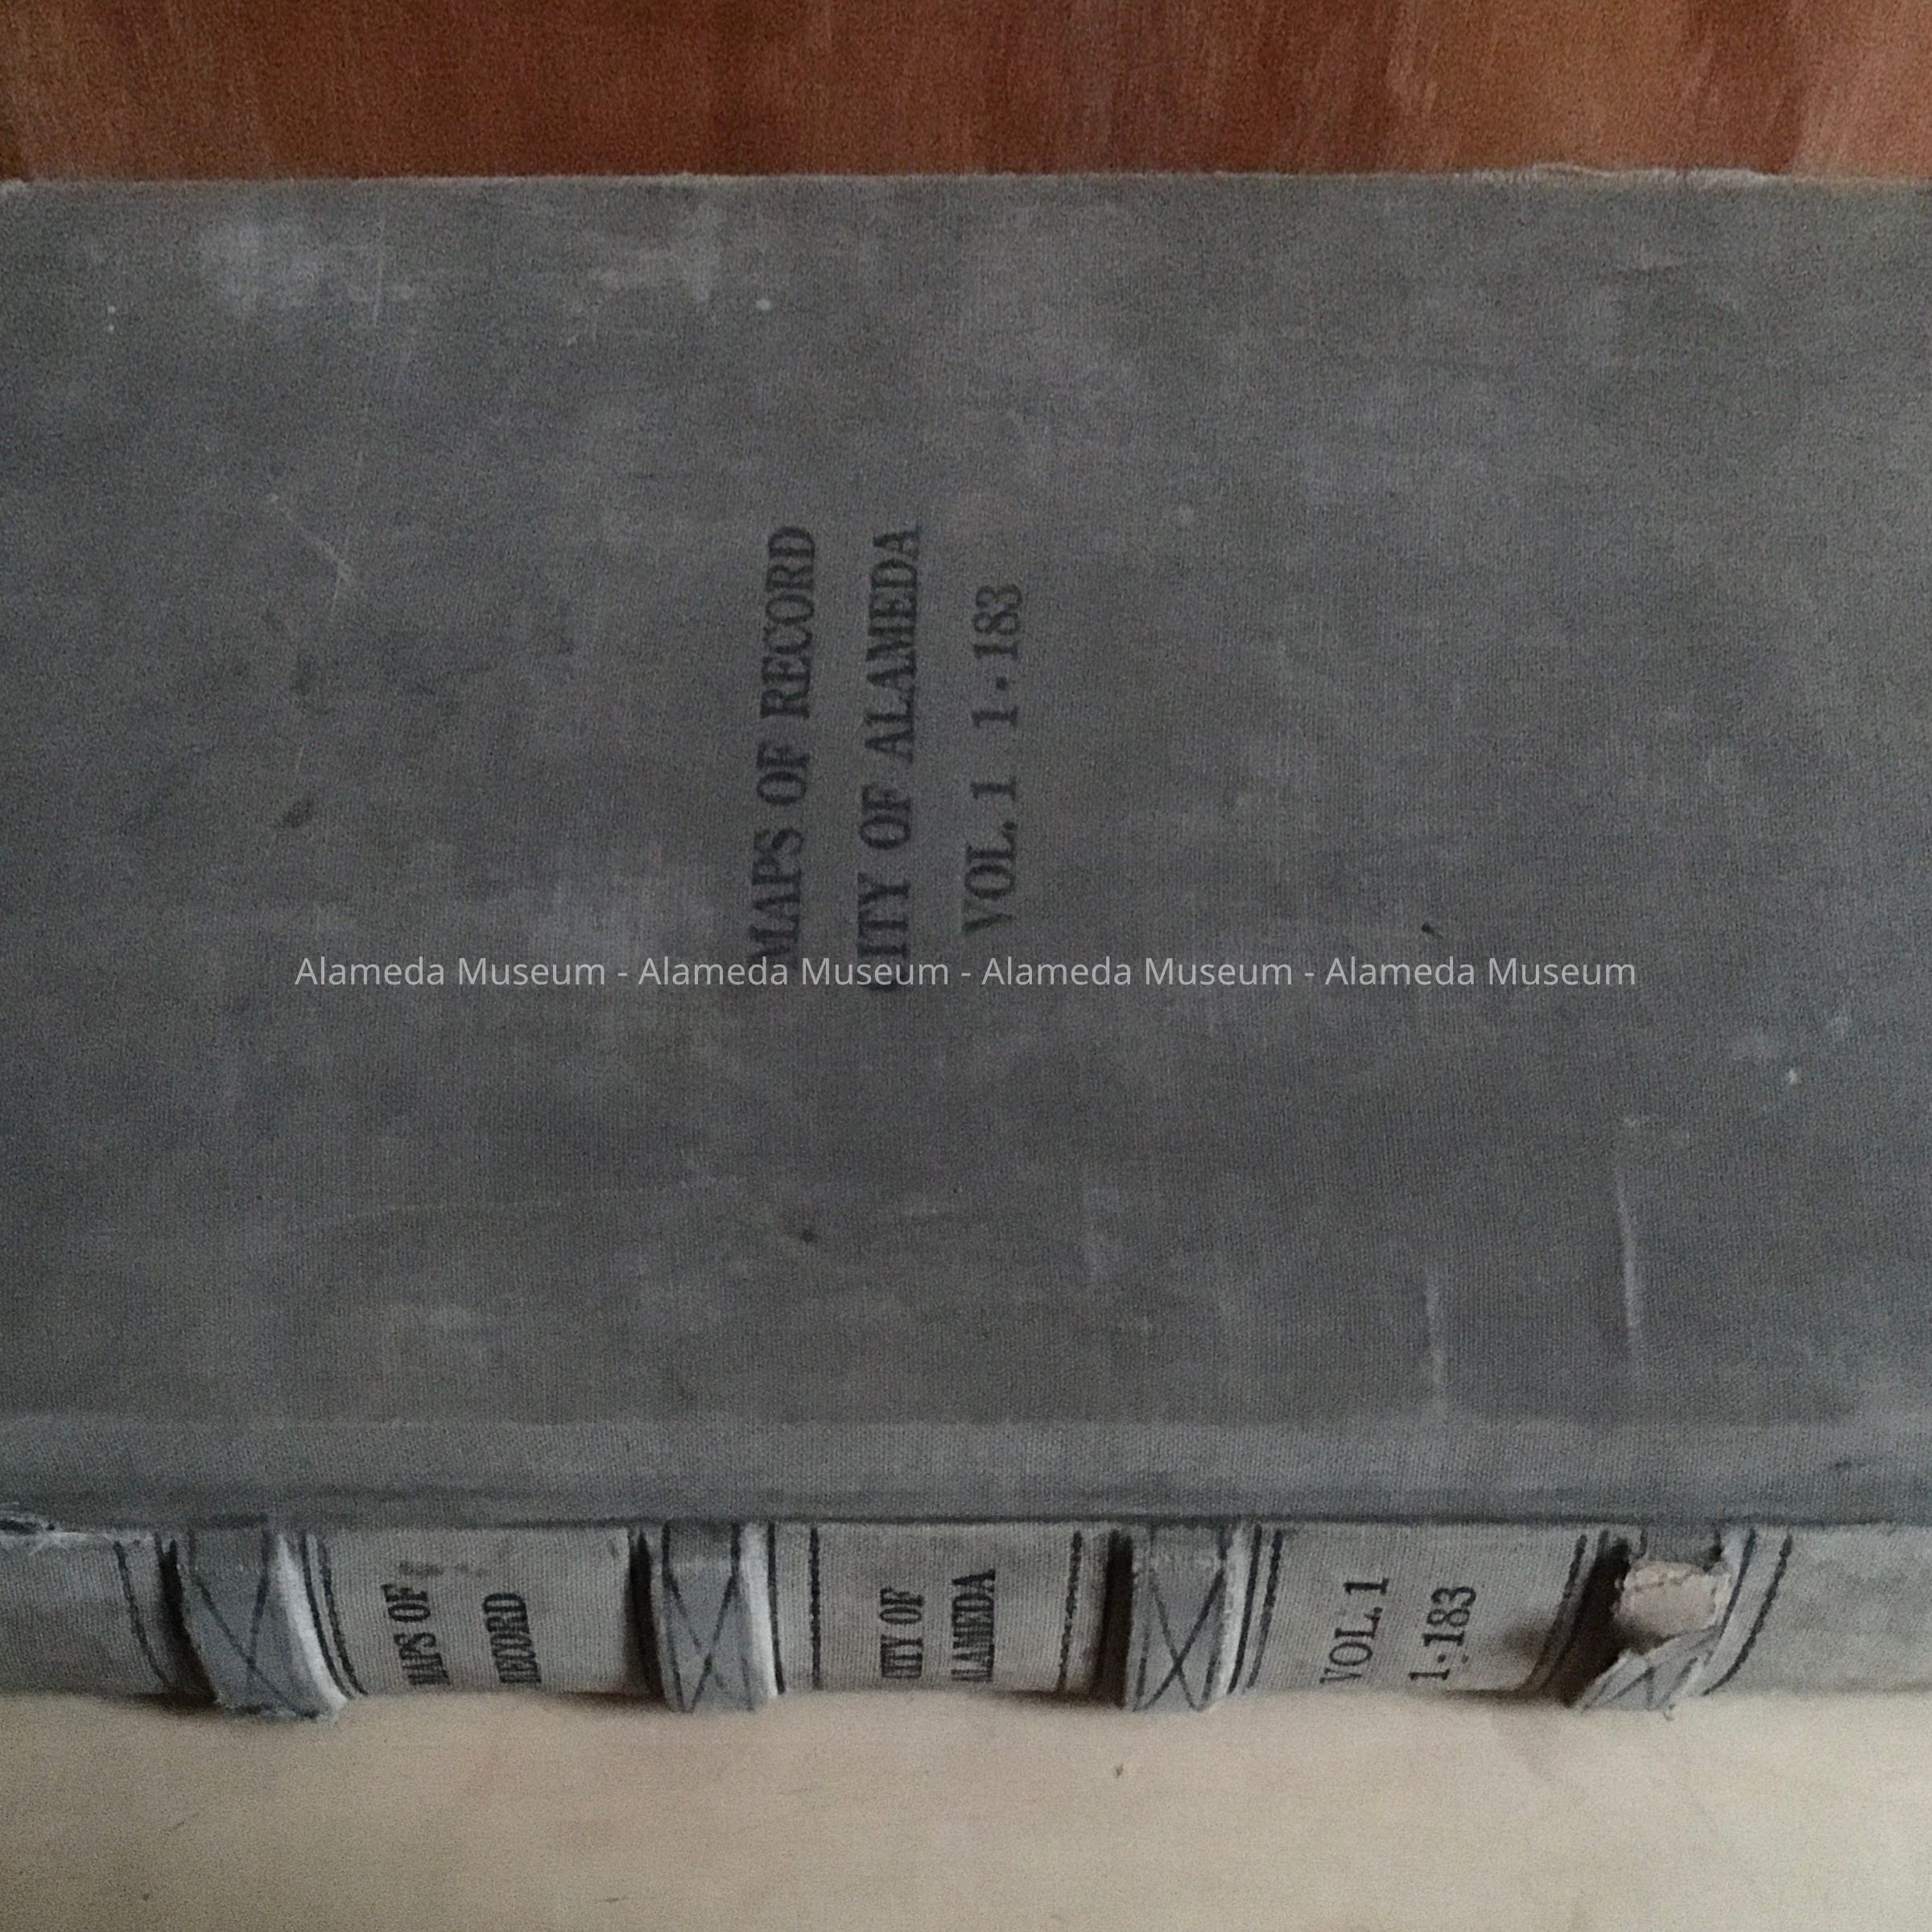 MAPS OF RECORD
CITY OF ALAMEDA
VOL. 1 1·183
Alameda Museum - Alameda Museum - Alameda Museum - Alameda Museum
MAPS OF
RECORD
CITY OF
ALAMEDA
VOL. 1
1·183